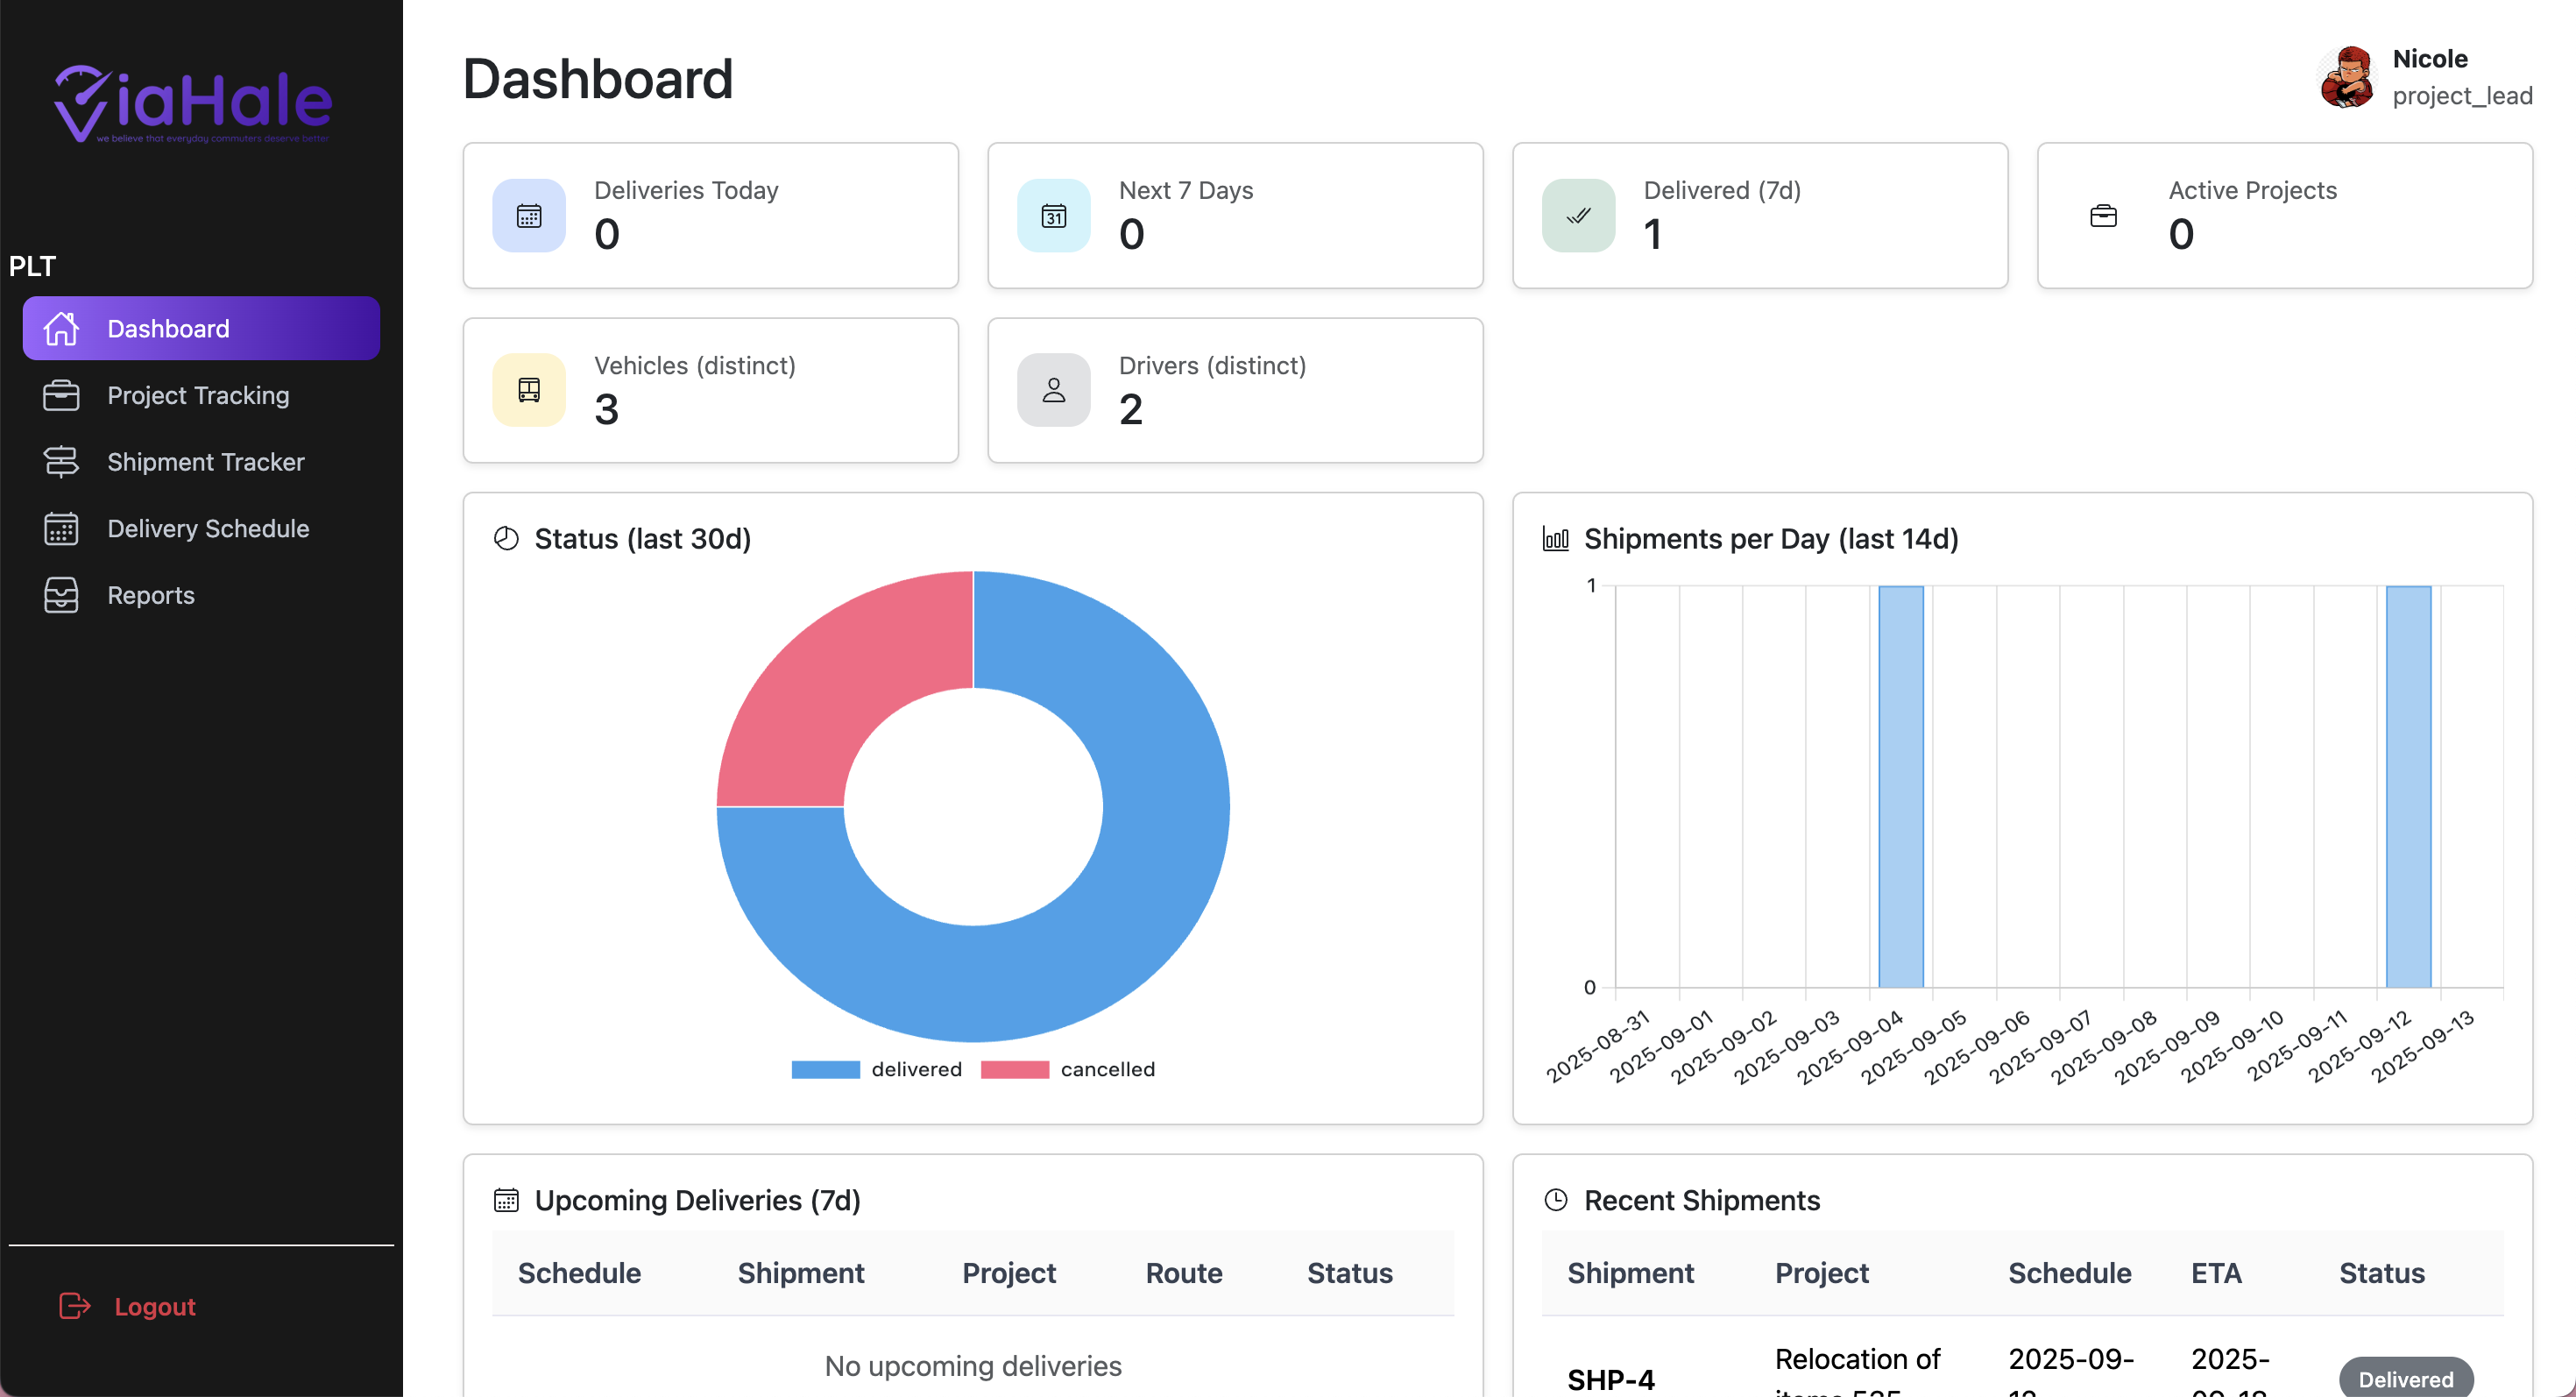 ViaHale
we believe that everyday commuters deserve better
PLT
Dashboard
Project Tracking
Shipment Tracker
Delivery Schedule
Reports
Logout
Dashboard
Nicole
project_lead
Deliveries Today
0
31
Next 7 Days
0
Delivered (7d)
1
Active Projects
0
Vehicles (distinct)
3
Drivers (distinct)
2
Status (last 30d)
delivered cancelled
Shipments per Day (last 14d)
1
0
2025-08-31
2025-09-01
2025-09-02
2025-09-03
2025-09-04
2025-09-05
2025-09-06
2025-09-07
2025-09-08
2025-09-09
2025-09-10
2025-09-11
2025-09-12
2025-09-13
Upcoming Deliveries (7d)
Schedule Shipment Project Route Status
No upcoming deliveries
Recent Shipments
Shipment Project Schedule ETA Status
SHP-4 Relocation of 2025-09- 2025- Delivered